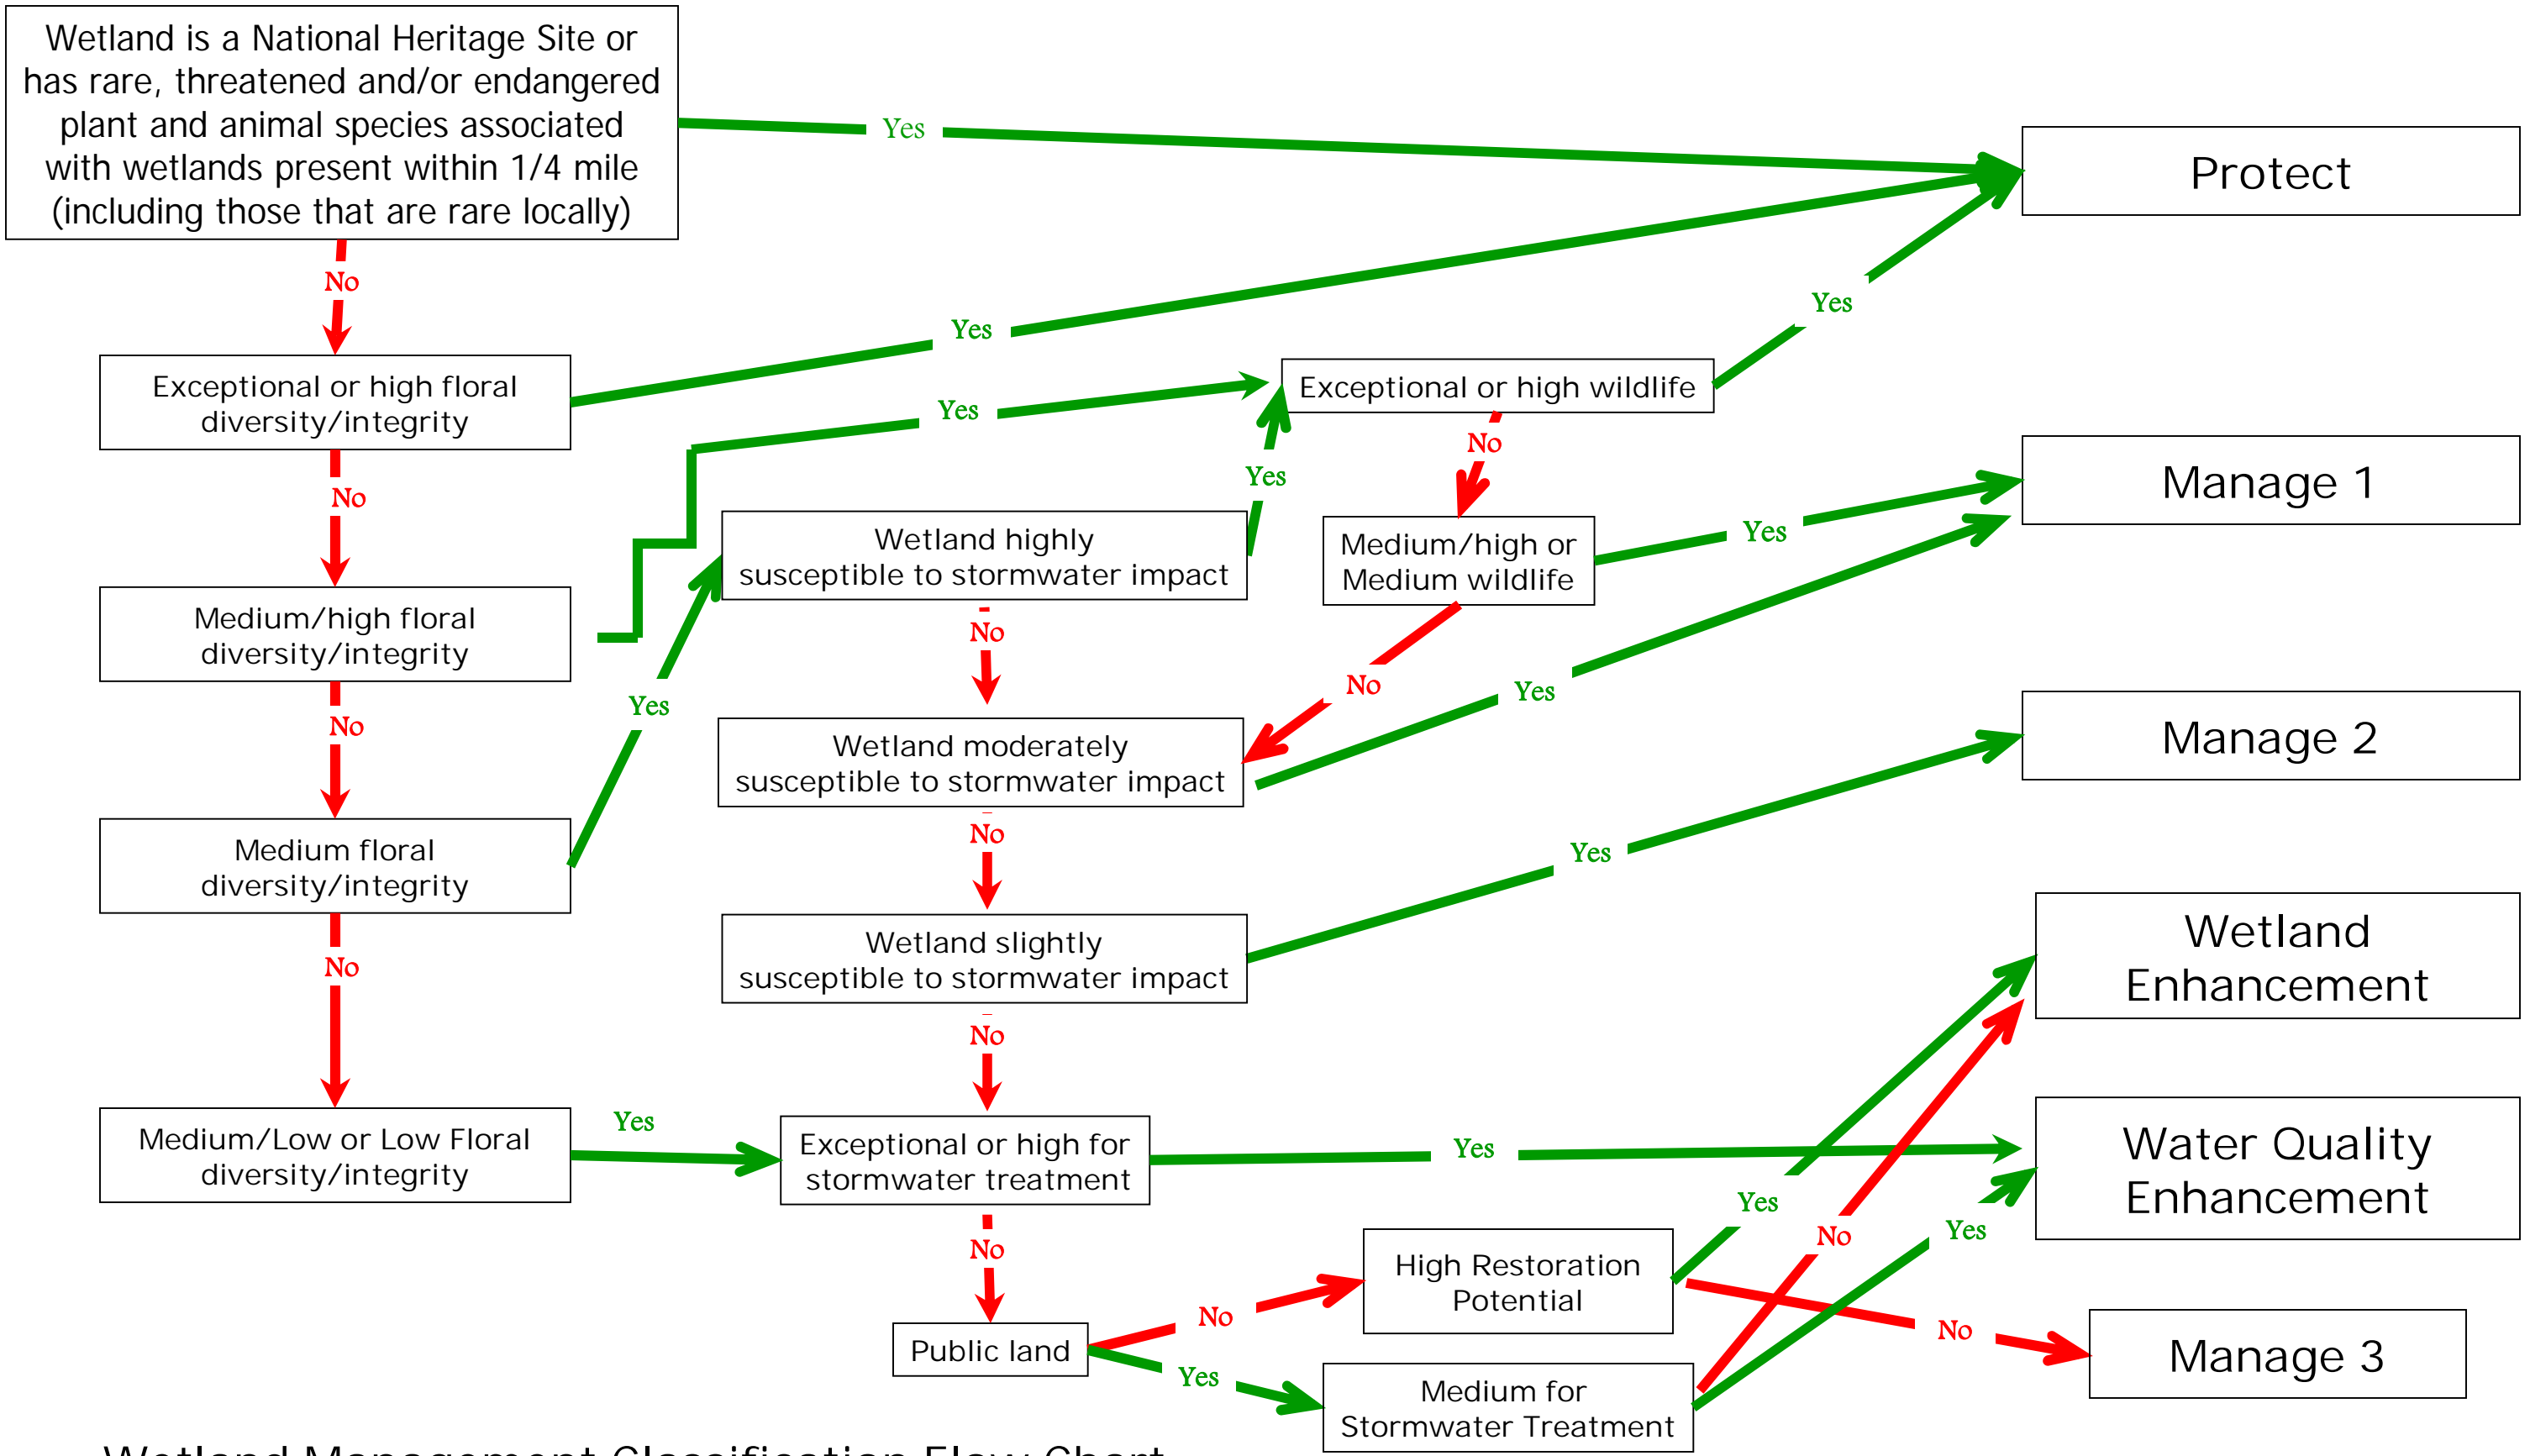 Wetland is a National Heritage Site or
has rare, threatened and/or endangered
plant and animal species associated
with wetlands present within 1/4 mile
(including those that are rare locally)
Yes
Protect
No
Exceptional or high floral
diversity/integrity
Yes
Yes
Exceptional or high wildlife
Yes
No
No
Yes
Manage 1
Medium/high floral
diversity/integrity
Yes
Wetland highly
susceptible to stormwater impact
Medium/high or
Medium wildlife
Yes
No
No
No
Yes
Wetland moderately
susceptible to stormwater impact
Yes
Manage 2
Medium floral
diversity/integrity
No
Yes
No
Wetland slightly
susceptible to stormwater impact
Wetland
Enhancement
No
Medium/Low or Low Floral
diversity/integrity
Yes
Exceptional or high for
stormwater treatment
Yes
Water Quality
Enhancement
Yes
No
Yes
No
High Restoration
Potential
No
No
Manage 3
Public land
Yes
Medium for
Stormwater Treatment
Wetland Management Classification Flow Chart